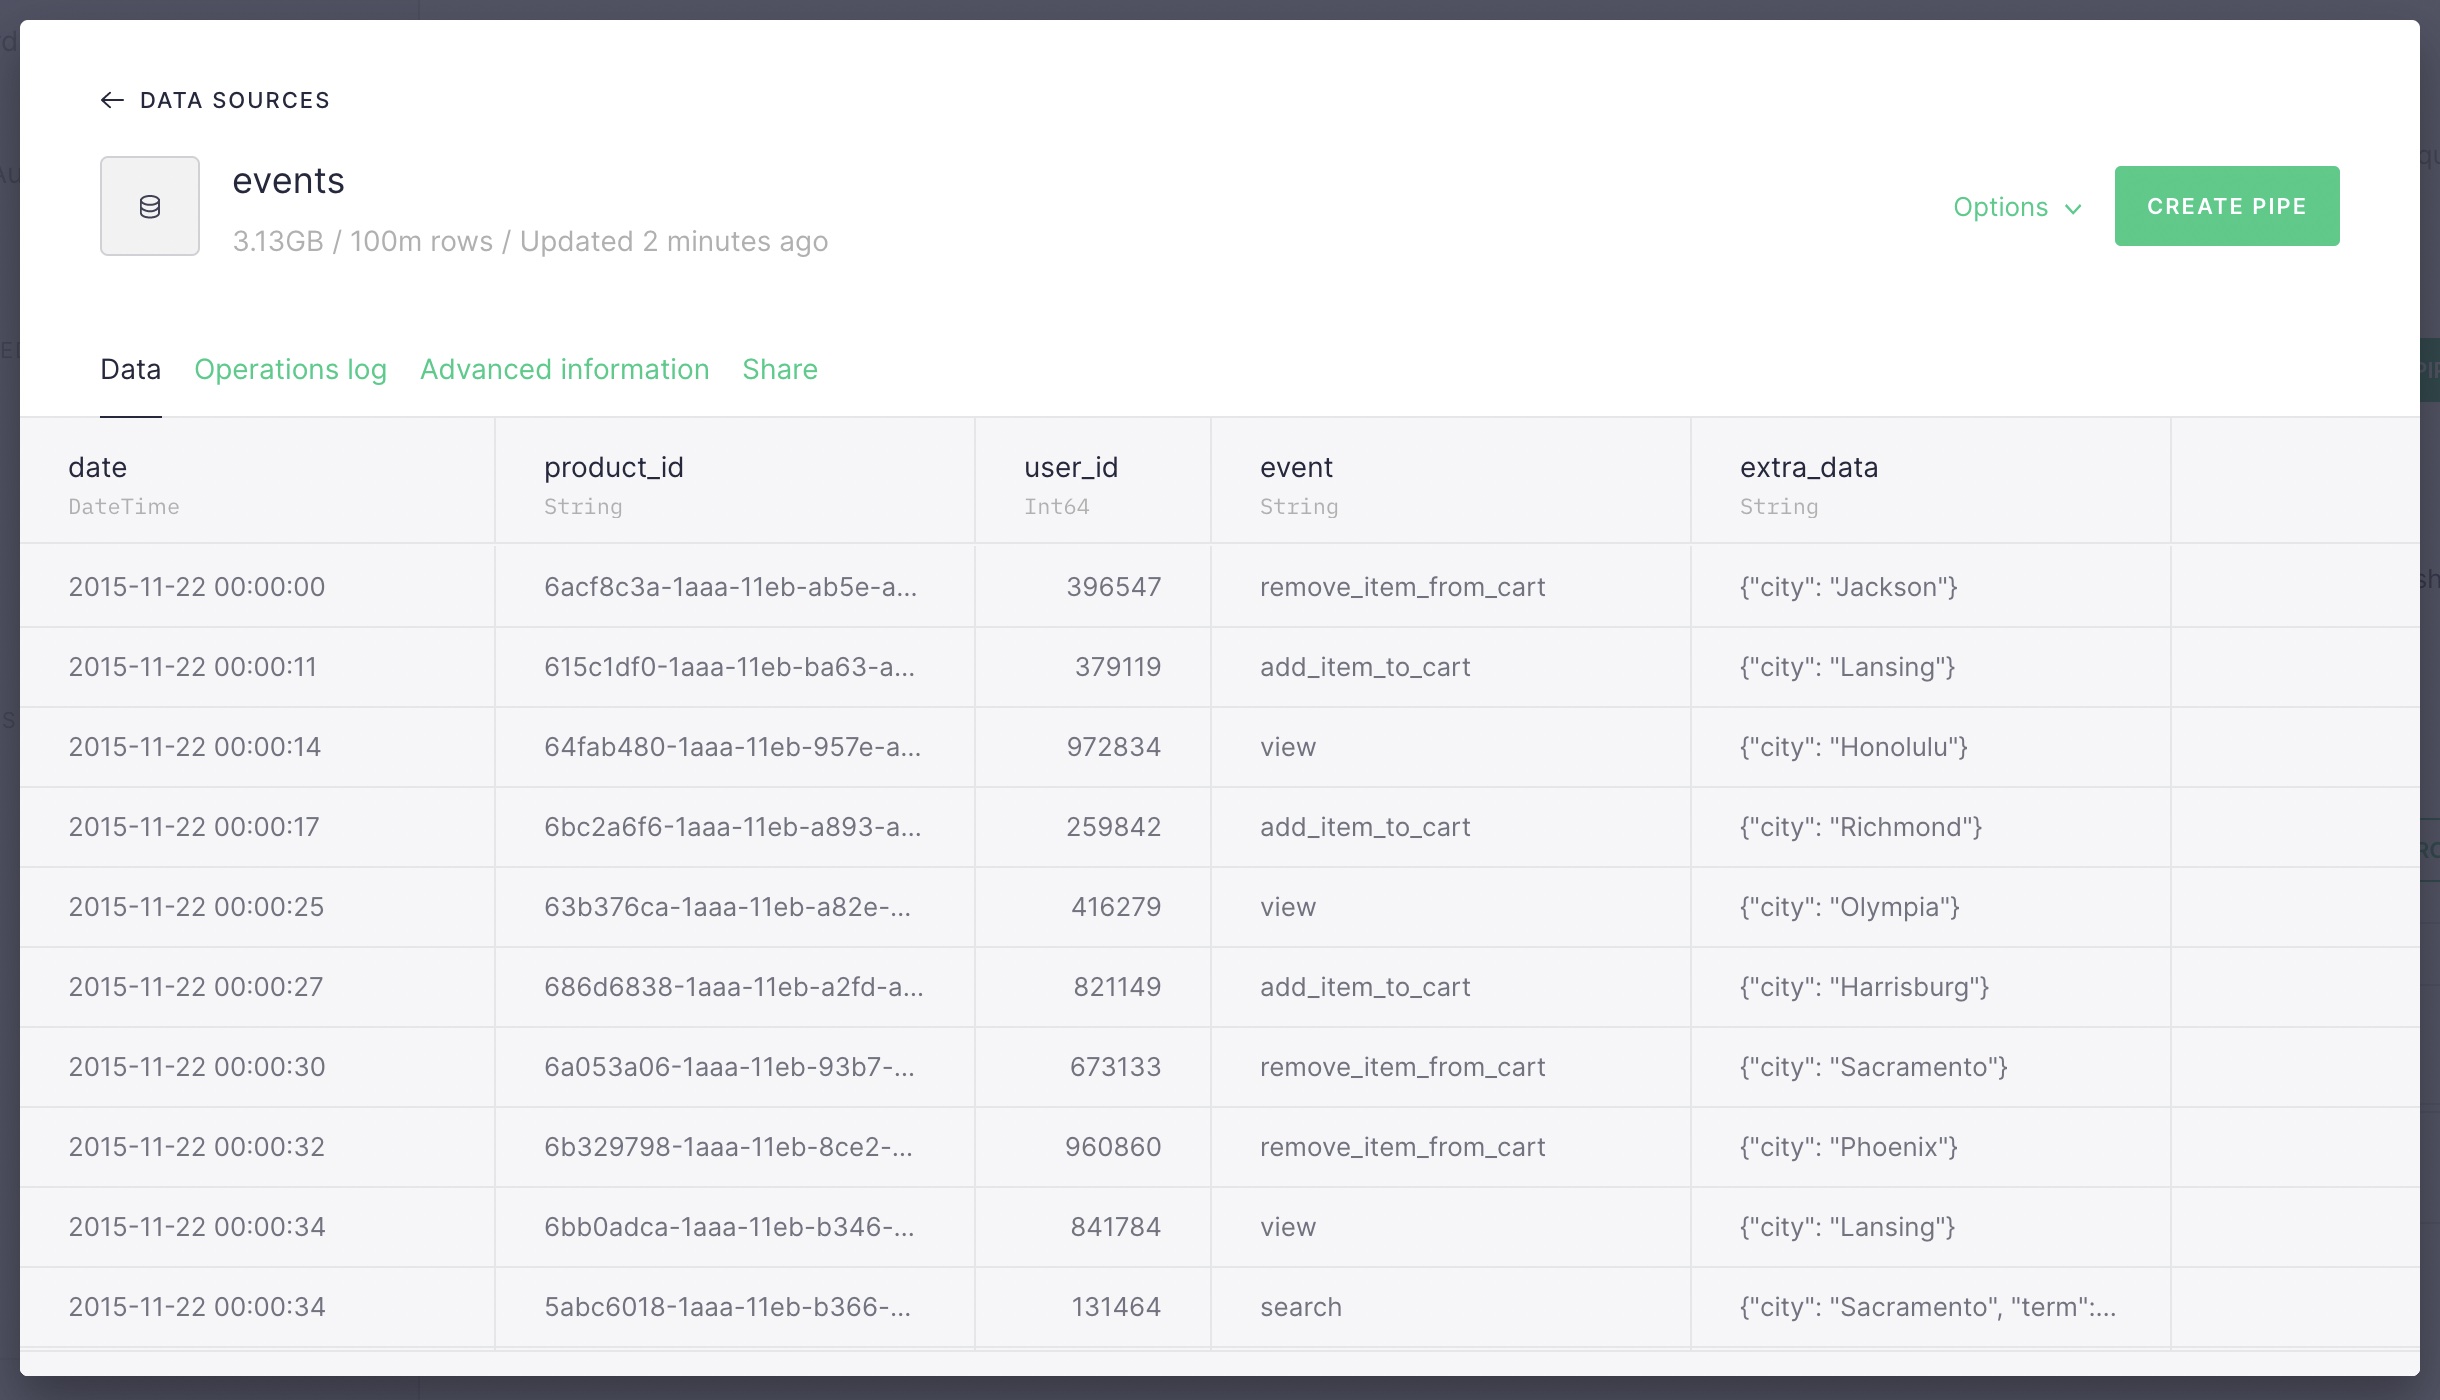 DATA SOURCES
events
3.13GB / 100m rows / Updated 2 minutes ago
Options
CREATE PIPE
Data Operations log Advanced information Share
date product_id user_id event extra_data
DateTime String Int64 String String
2015-11-22 00:00:00 6acf8c3a-1aaa-11eb-ab5e-a... 396547 remove_item_from_cart {"city": "Jackson"}
2015-11-22 00:00:11 615c1df0-1aaa-11eb-ba63-a... 379119 add_item_to_cart {"city": "Lansing"}
2015-11-22 00:00:14 64fab480-1aaa-11eb-957e-a... 972834 view {"city": "Honolulu"}
2015-11-22 00:00:17 6bc2a6f6-1aaa-11eb-a893-a... 259842 add_item_to_cart {"city": "Richmond"}
2015-11-22 00:00:25 63b376ca-1aaa-11eb-a82e-... 416279 view {"city": "Olympia"}
2015-11-22 00:00:27 686d6838-1aaa-11eb-a2fd-a... 821149 add_item_to_cart {"city": "Harrisburg"}
2015-11-22 00:00:30 6a053a06-1aaa-11eb-93b7-... 673133 remove_item_from_cart {"city": "Sacramento"}
2015-11-22 00:00:32 6b329798-1aaa-11eb-8ce2-... 960860 remove_item_from_cart {"city": "Phoenix"}
2015-11-22 00:00:34 6bb0adca-1aaa-11eb-b346-... 841784 view {"city": "Lansing"}
2015-11-22 00:00:34 5abc6018-1aaa-11eb-b366-... 131464 search {"city": "Sacramento", "term":...